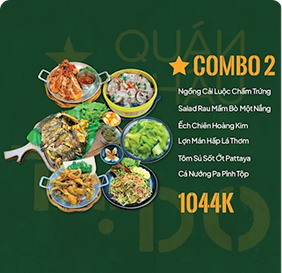 QUÁN
COMBO 2
Ngồng Cải Luộc Chấm Trứng
Salad Rau Mầm Bò Một Nắng
Ếch Chiên Hoàng Kim
Lợn Mán Hấp Lá Thơm
Tôm Sú Sốt Ớt Pattaya
Cá Nướng Pa Pỉnh Tộp
1044K